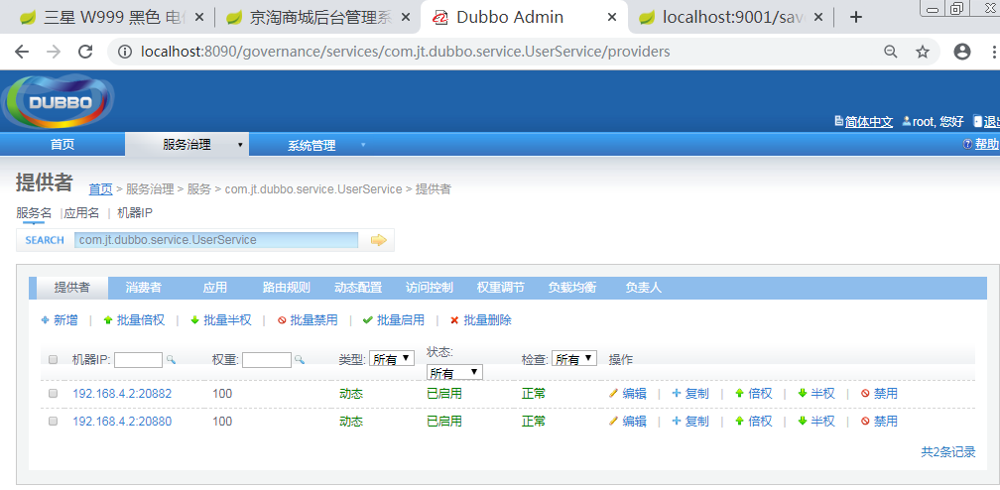 三星 W999 黑色 电
京淘商城后台管理系
Dubbo Admin
localhost:9001/sav
localhost:8090/governance/services/com.jt.dubbo.service.UserService/providers
DUBBO
简体中文 root, 您好 退出
首页 服务治理 系统管理 帮助
提供者 首页 > 服务治理 > 服务 > com.jt.dubbo.service.UserService > 提供者
服务名 | 应用名 | 机器IP
SEARCH com.jt.dubbo.service.UserService
提供者 消费者 应用 路由规则 动态配置 访问控制 权重调节 负载均衡 负责人
新增 | 批量倍权 | 批量半权 | 批量禁用 | 批量启用 | 批量删除
机器IP: 权重: 类型: 所有 状态: 所有 检查: 所有 操作
192.168.4.2:20882 100 动态 已启用 正常 编辑 | 复制 | 倍权 | 半权 | 禁用
192.168.4.2:20880 100 动态 已启用 正常 编辑 | 复制 | 倍权 | 半权 | 禁用
共2条记录